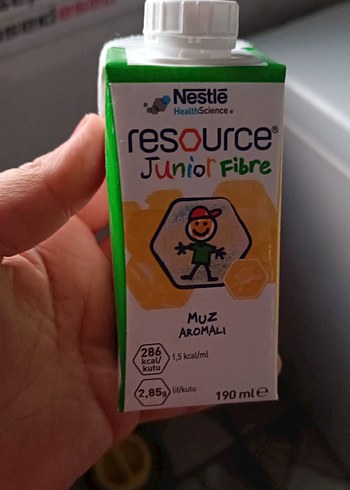 Nestlé
HealthScience®
resource®
Junior Fibre
MUZ
AROMALI
286
kcal/
kutu
1,5 kcal/ml
2,85g
lif/kutu
190 ml e